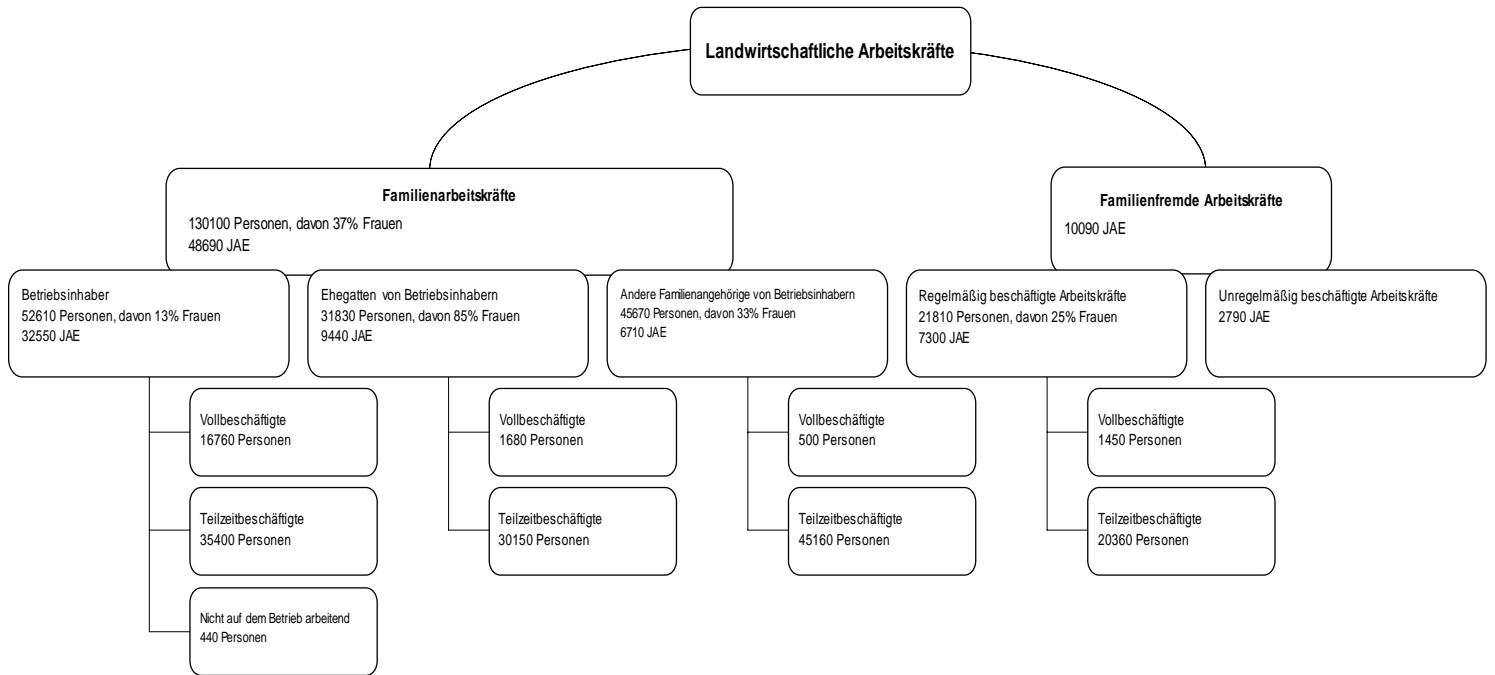 Landwirtschaftliche Arbeitskräfte
Familienarbeitskräfte
130100 Personen, davon 37% Frauen
48690 JAE
Familienfremde Arbeitskräfte
10090 JAE
Betriebsinhaber
52610 Personen, davon 13% Frauen
32550 JAE
Ehegatten von Betriebsinhabern
31830 Personen, davon 85% Frauen
9440 JAE
Andere Familienangehörige von Betriebsinhabern
45670 Personen, davon 33% Frauen
6710 JAE
Regelmäßig beschäftigte Arbeitskräfte
21810 Personen, davon 25% Frauen
7300 JAE
Unregelmäßig beschäftigte Arbeitskräfte
2790 JAE
Vollbeschäftigte
16760 Personen
Vollbeschäftigte
1680 Personen
Vollbeschäftigte
500 Personen
Vollbeschäftigte
1450 Personen
Teilzeitbeschäftigte
35400 Personen
Teilzeitbeschäftigte
30150 Personen
Teilzeitbeschäftigte
45160 Personen
Teilzeitbeschäftigte
20360 Personen
Nicht auf dem Betrieb arbeitend
440 Personen